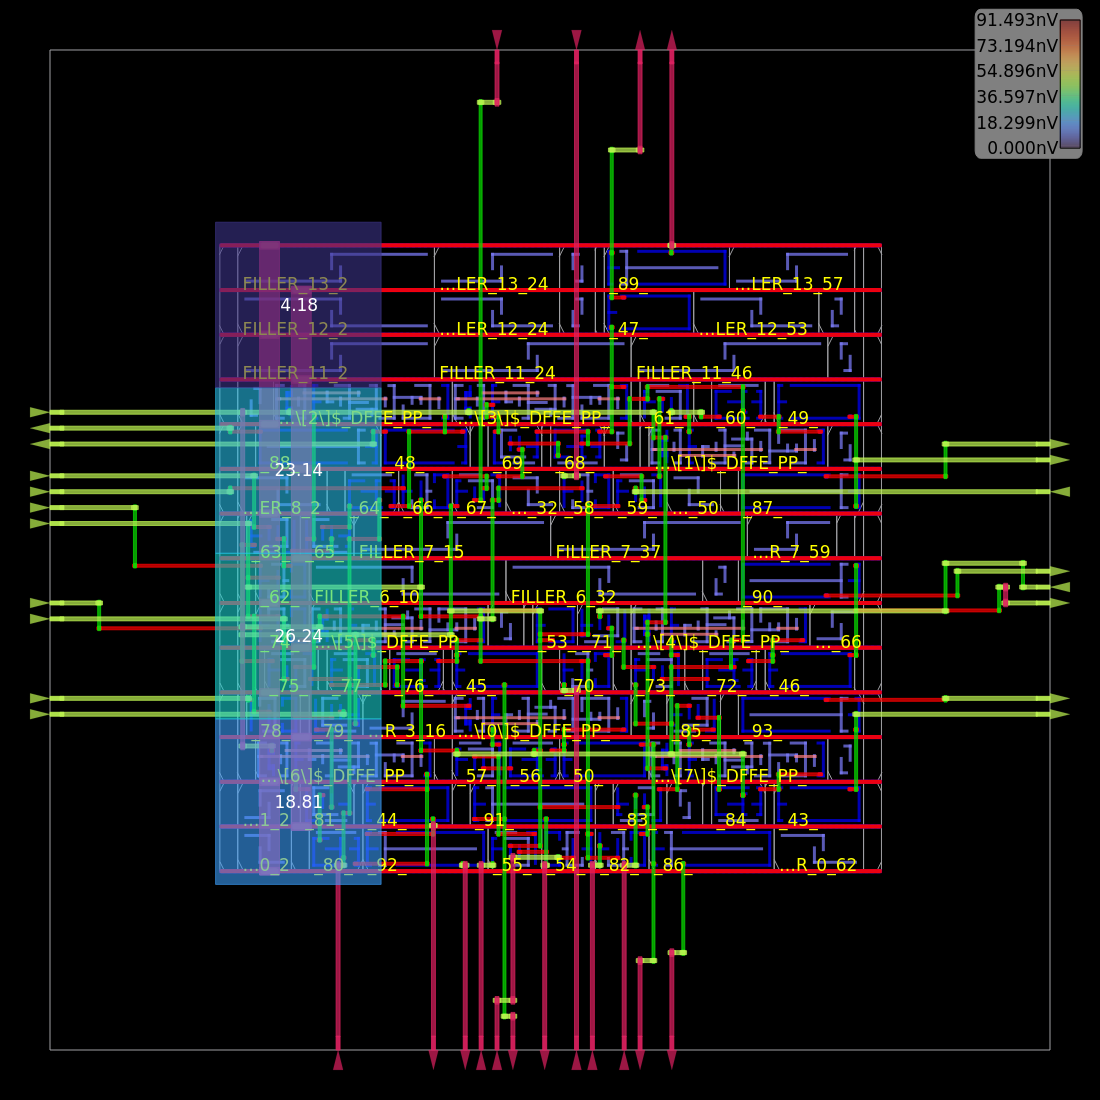 91.493nV
73.194nV
54.896nV
36.597nV
18.299nV
0.000nV
FILLER_13_2 ...LER_13_24 _89_ ...LER_13_57
4.18
FILLER_12_2 ...LER_12_24 _47_ ...LER_12_53
FILLER_11_2 FILLER_11_24 FILLER_11_46
...\[2\]$_DFFE_PP_ ...\[3\]$_DFFE_PP_ _61_ _60_ _49_
_88_ _48_ _69_ _68_ ...\[1\]$_DFFE_PP_
23.14
...ER_8_2 _64_ _66_ _67_ ..._32_ _58_ _59_ ..._50 _87_
_63_ _65_ FILLER_7_15 FILLER_7_37 ...R_7_59
_62_ FILLER_6_10 FILLER_6_32 _90_
26.24
_74_ ...\[5\]$_DFFE_PP_ _53_ _71_ ...\[4\]$_DFFE_PP_ ..._66
_75_ _77_ _76_ _45_ _70_ _73_ _72_ _46_
_78_ _79_ ...R_3_16 ...\[0\]$_DFFE_PP_ _85_ _93_
...\[6\]$_DFFE_PP_ _57_ _56_ _50_ ...\[7\]$_DFFE_PP_
18.81
...1_2 _81_ _44_ _91_ _83_ _84_ _43_
...0_2 _80_ _92_ _55_ _54_ _82_ _86_ ...R_0_62